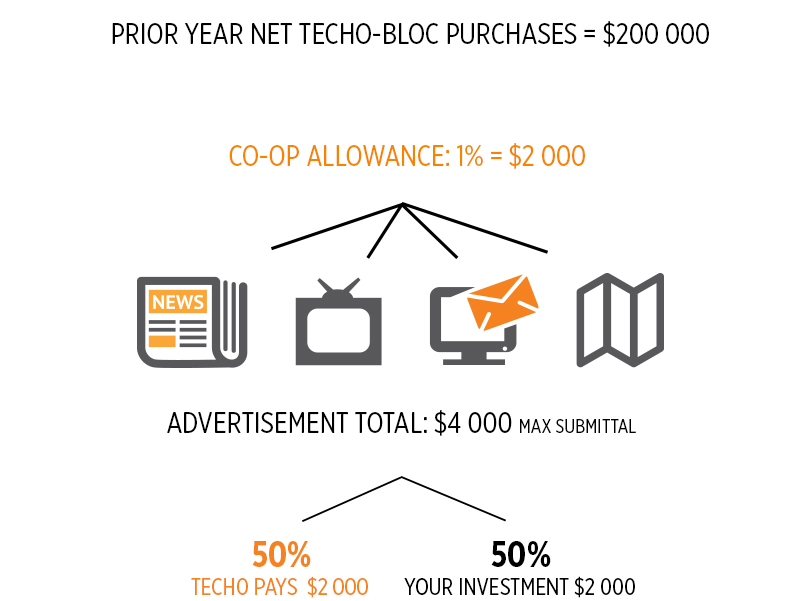 PRIOR YEAR NET TECHO-BLOC PURCHASES = $200 000
CO-OP ALLOWANCE: 1% = $2 000
NEWS
ADVERTISEMENT TOTAL: $4 000 MAX SUBMITTAL
50% 50%
TECHO PAYS $2 000 YOUR INVESTMENT $2 000